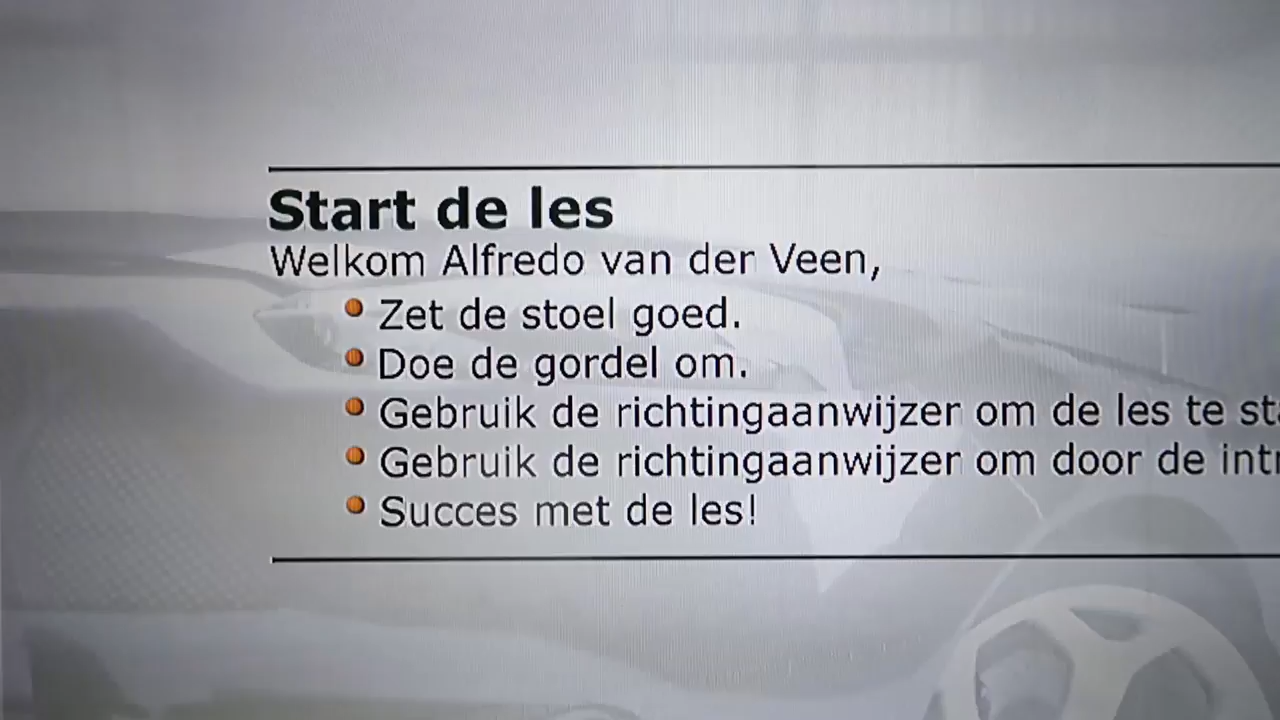 Start de les
Welkom Alfredo van der Veen,
Zet de stoel goed.
Doe de gordel om.
Gebruik de richtingaanwijzer om de les te
Gebruik de richtingaanwijzer om door de
Succes met de les!